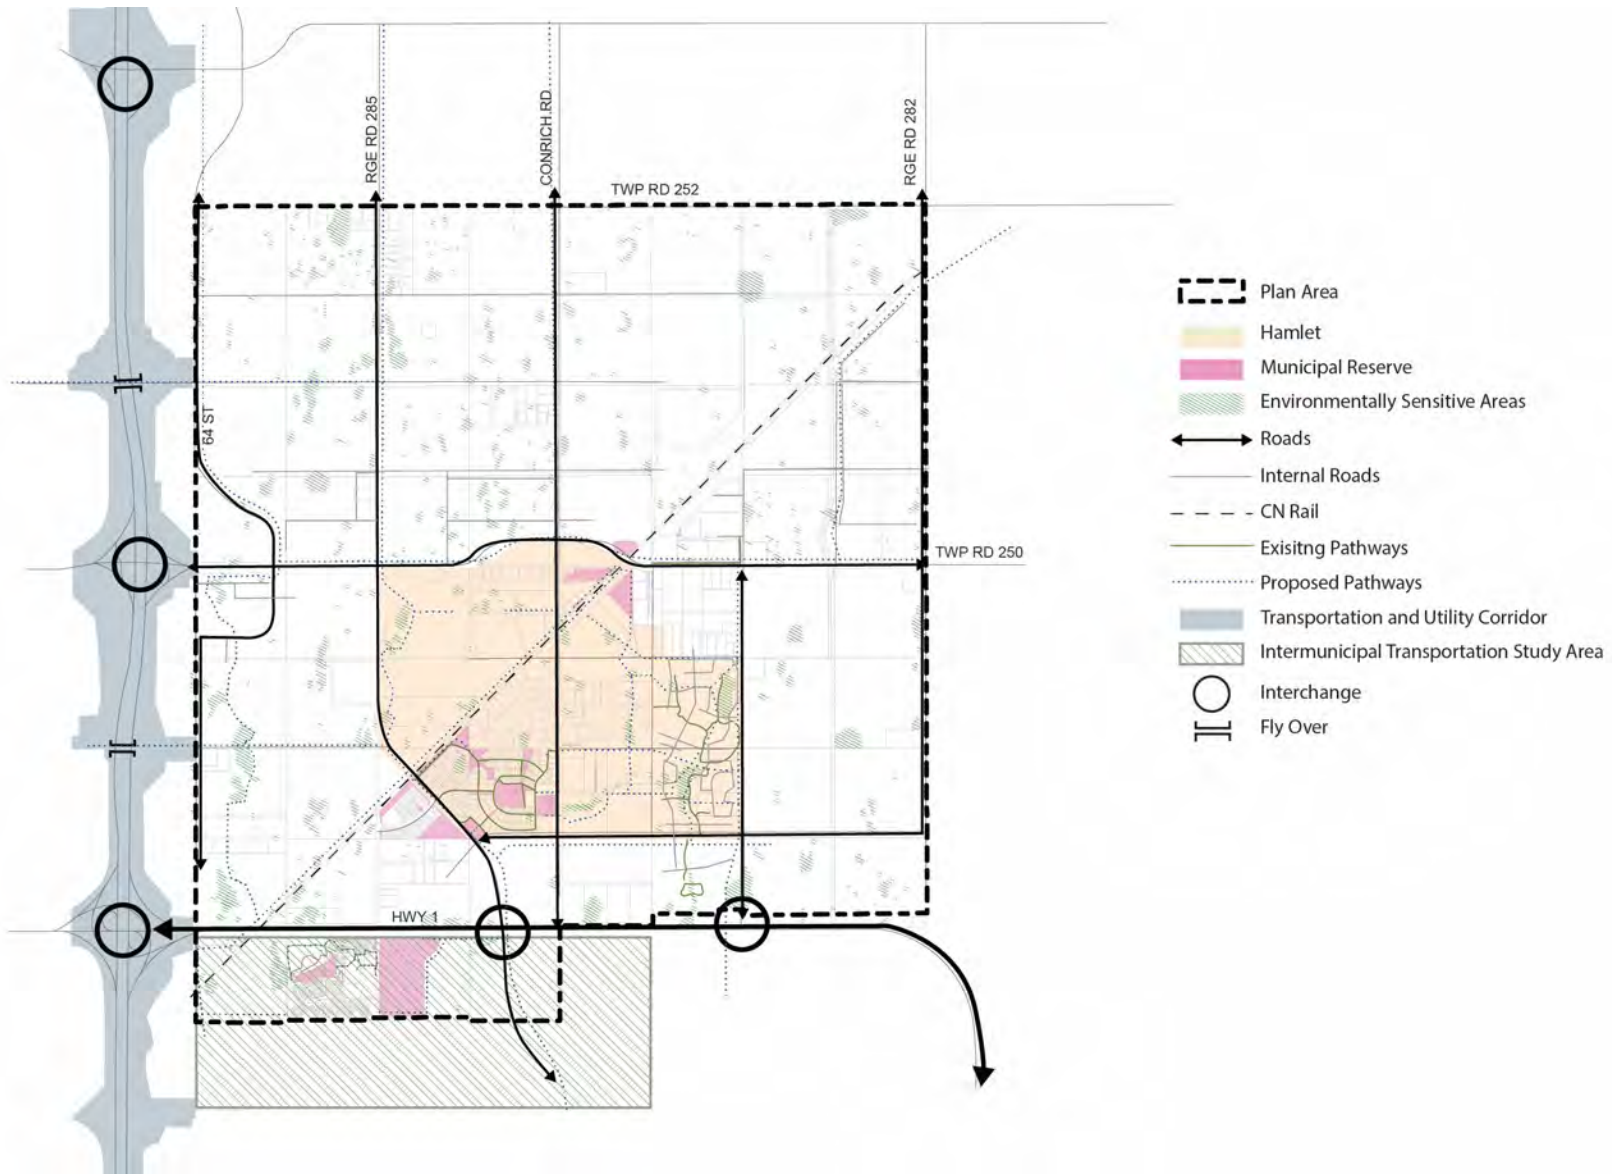 RGE RD 285
CONRICH RD
RGE RD 282
TWP RD 252
64 ST
TWP RD 250
HWY 1
Plan Area
Hamlet
Municipal Reserve
Environmentally Sensitive Areas
Roads
Internal Roads
CN Rail
Exisitng Pathways
Proposed Pathways
Transportation and Utility Corridor
Intermunicipal Transportation Study Area
Interchange
Fly Over